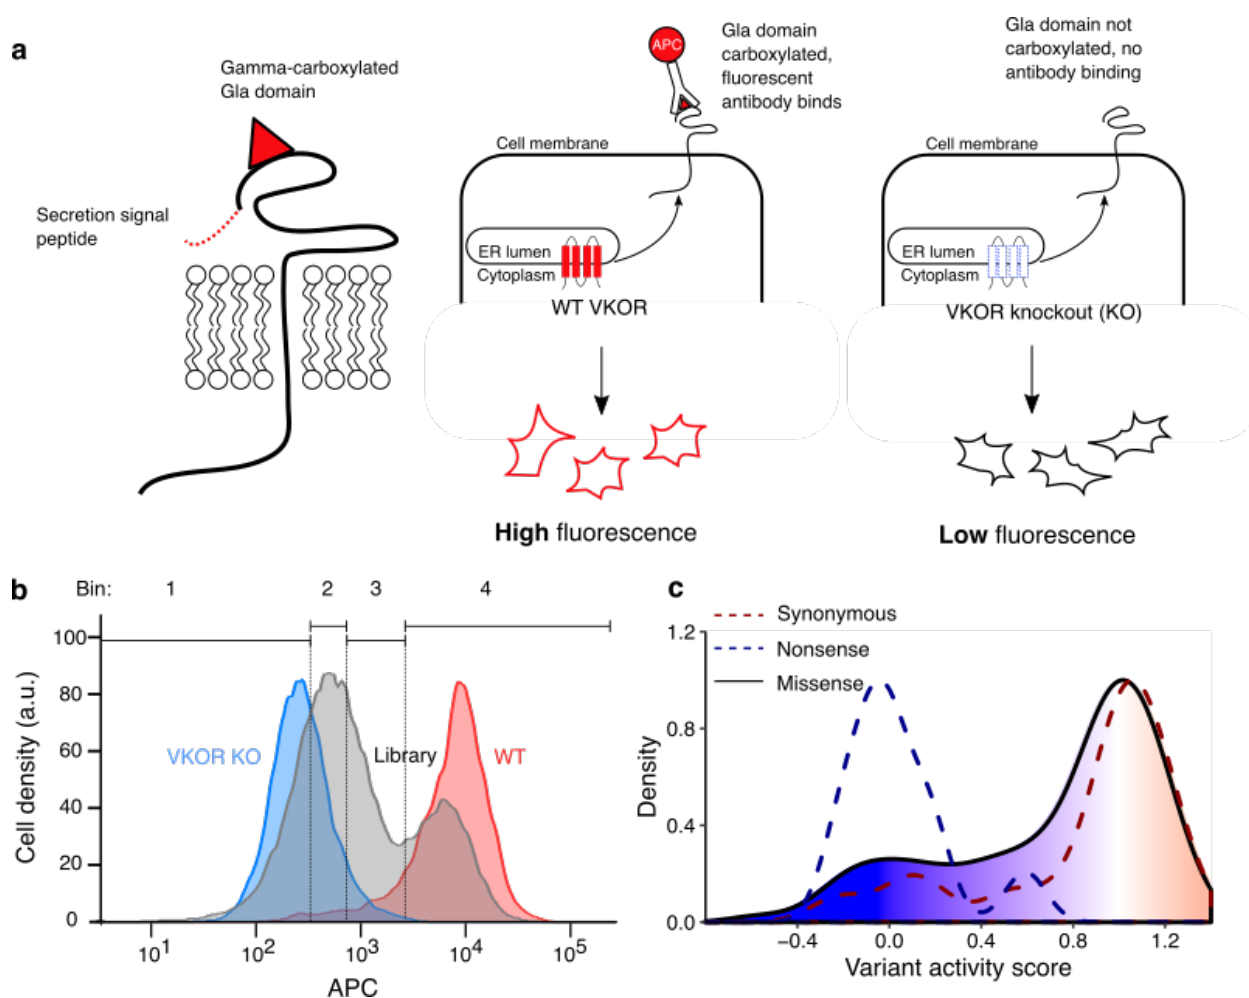 a
Gamma-carboxylated
Gla domain
Secretion signal
peptide
APC
Gla domain
carboxylated,
fluorescent
antibody binds
Cell membrane
ER lumen
Cytoplasm
WT VKOR
High fluorescence
Gla domain not
carboxylated, no
antibody binding
Cell membrane
ER lumen
Cytoplasm
VKOR knockout (KO)
Low fluorescence
b
Bin: 1 2 3 4
Cell density (a.u.)
100
80
60
40
20
0
VKOR KO
Library
WT
10¹ 10² 10³ 10⁴ 10⁵
APC
c
Synonymous
Nonsense
Missense
Density
1.2
0.8
0.4
0.0
−0.4 0.0 0.4 0.8 1.2
Variant activity score